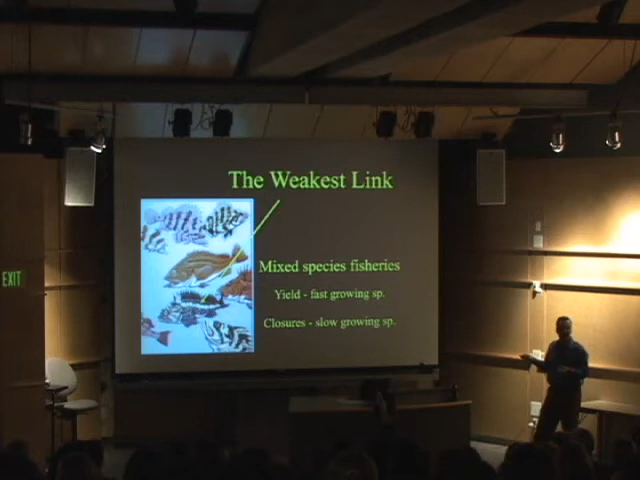 The Weakest Link
Mixed species fisheries
Yield - fast growing sp.
EXIT
Closures - slow growing sp.